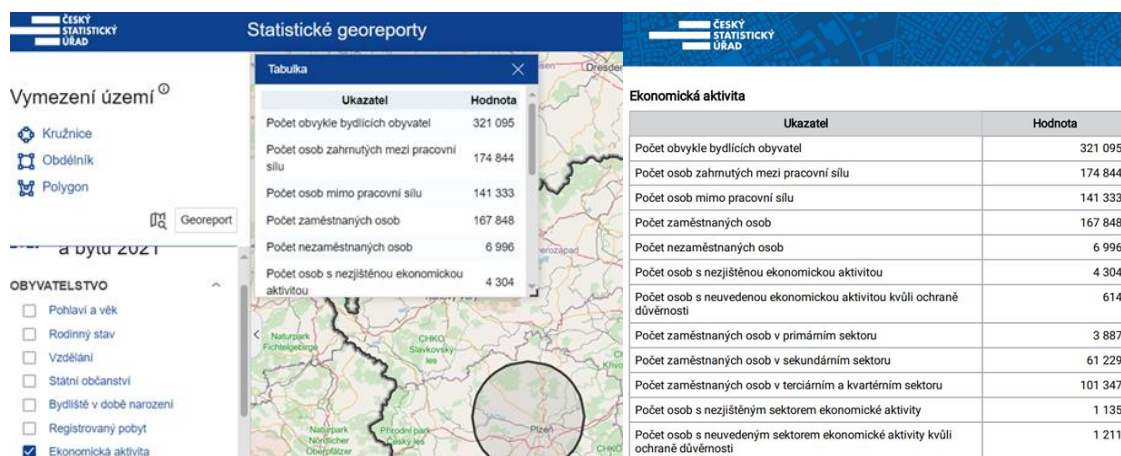 ČESKÝ
STATISTICKÝ
ÚŘAD
Statistické georeporty
Vymezení území
Kružnice
Obdélník
Polygon
Georeport
a bytů 2021
OBYVATELSTVO
Pohlaví a věk
Rodinný stav
Vzdělání
Státní občanství
Bydliště v době narození
Registrovaný pobyt
Ekonomická aktivita
Tabulka
Ukazatel Hodnota
Počet obvykle bydlících obyvatel 321 095
Počet osob zahrnutých mezi pracovní
sílu 174 844
Počet osob mimo pracovní sílu 141 333
Počet zaměstnaných osob 167 848
Počet nezaměstnaných osob 6 996
Počet osob s nezjištěnou ekonomickou
aktivitou 4 304
Dresden
Naturpark
Fichtelgebirge
CHKO
Slavkovský
les
Naturpark
Nördlicher
Oberpfälzer
Přírodní park
Český les
Plzeň
CHKO
ČESKÝ
STATISTICKÝ
ÚŘAD
Ekonomická aktivita
Ukazatel Hodnota
Počet obvykle bydlících obyvatel 321 095
Počet osob zahrnutých mezi pracovní sílu 174 844
Počet osob mimo pracovní sílu 141 333
Počet zaměstnaných osob 167 848
Počet nezaměstnaných osob 6 996
Počet osob s nezjištěnou ekonomickou aktivitou 4 304
Počet osob s neuvedenou ekonomickou aktivitou kvůli ochraně
důvěrnosti 614
Počet zaměstnaných osob v primárním sektoru 3 887
Počet zaměstnaných osob v sekundárním sektoru 61 229
Počet zaměstnaných osob v terciárním a kvartérním sektoru 101 347
Počet osob s nezjištěným sektorem ekonomické aktivity 1 135
Počet osob s neuvedeným sektorem ekonomické aktivity kvůli
ochraně důvěrnosti 1 211